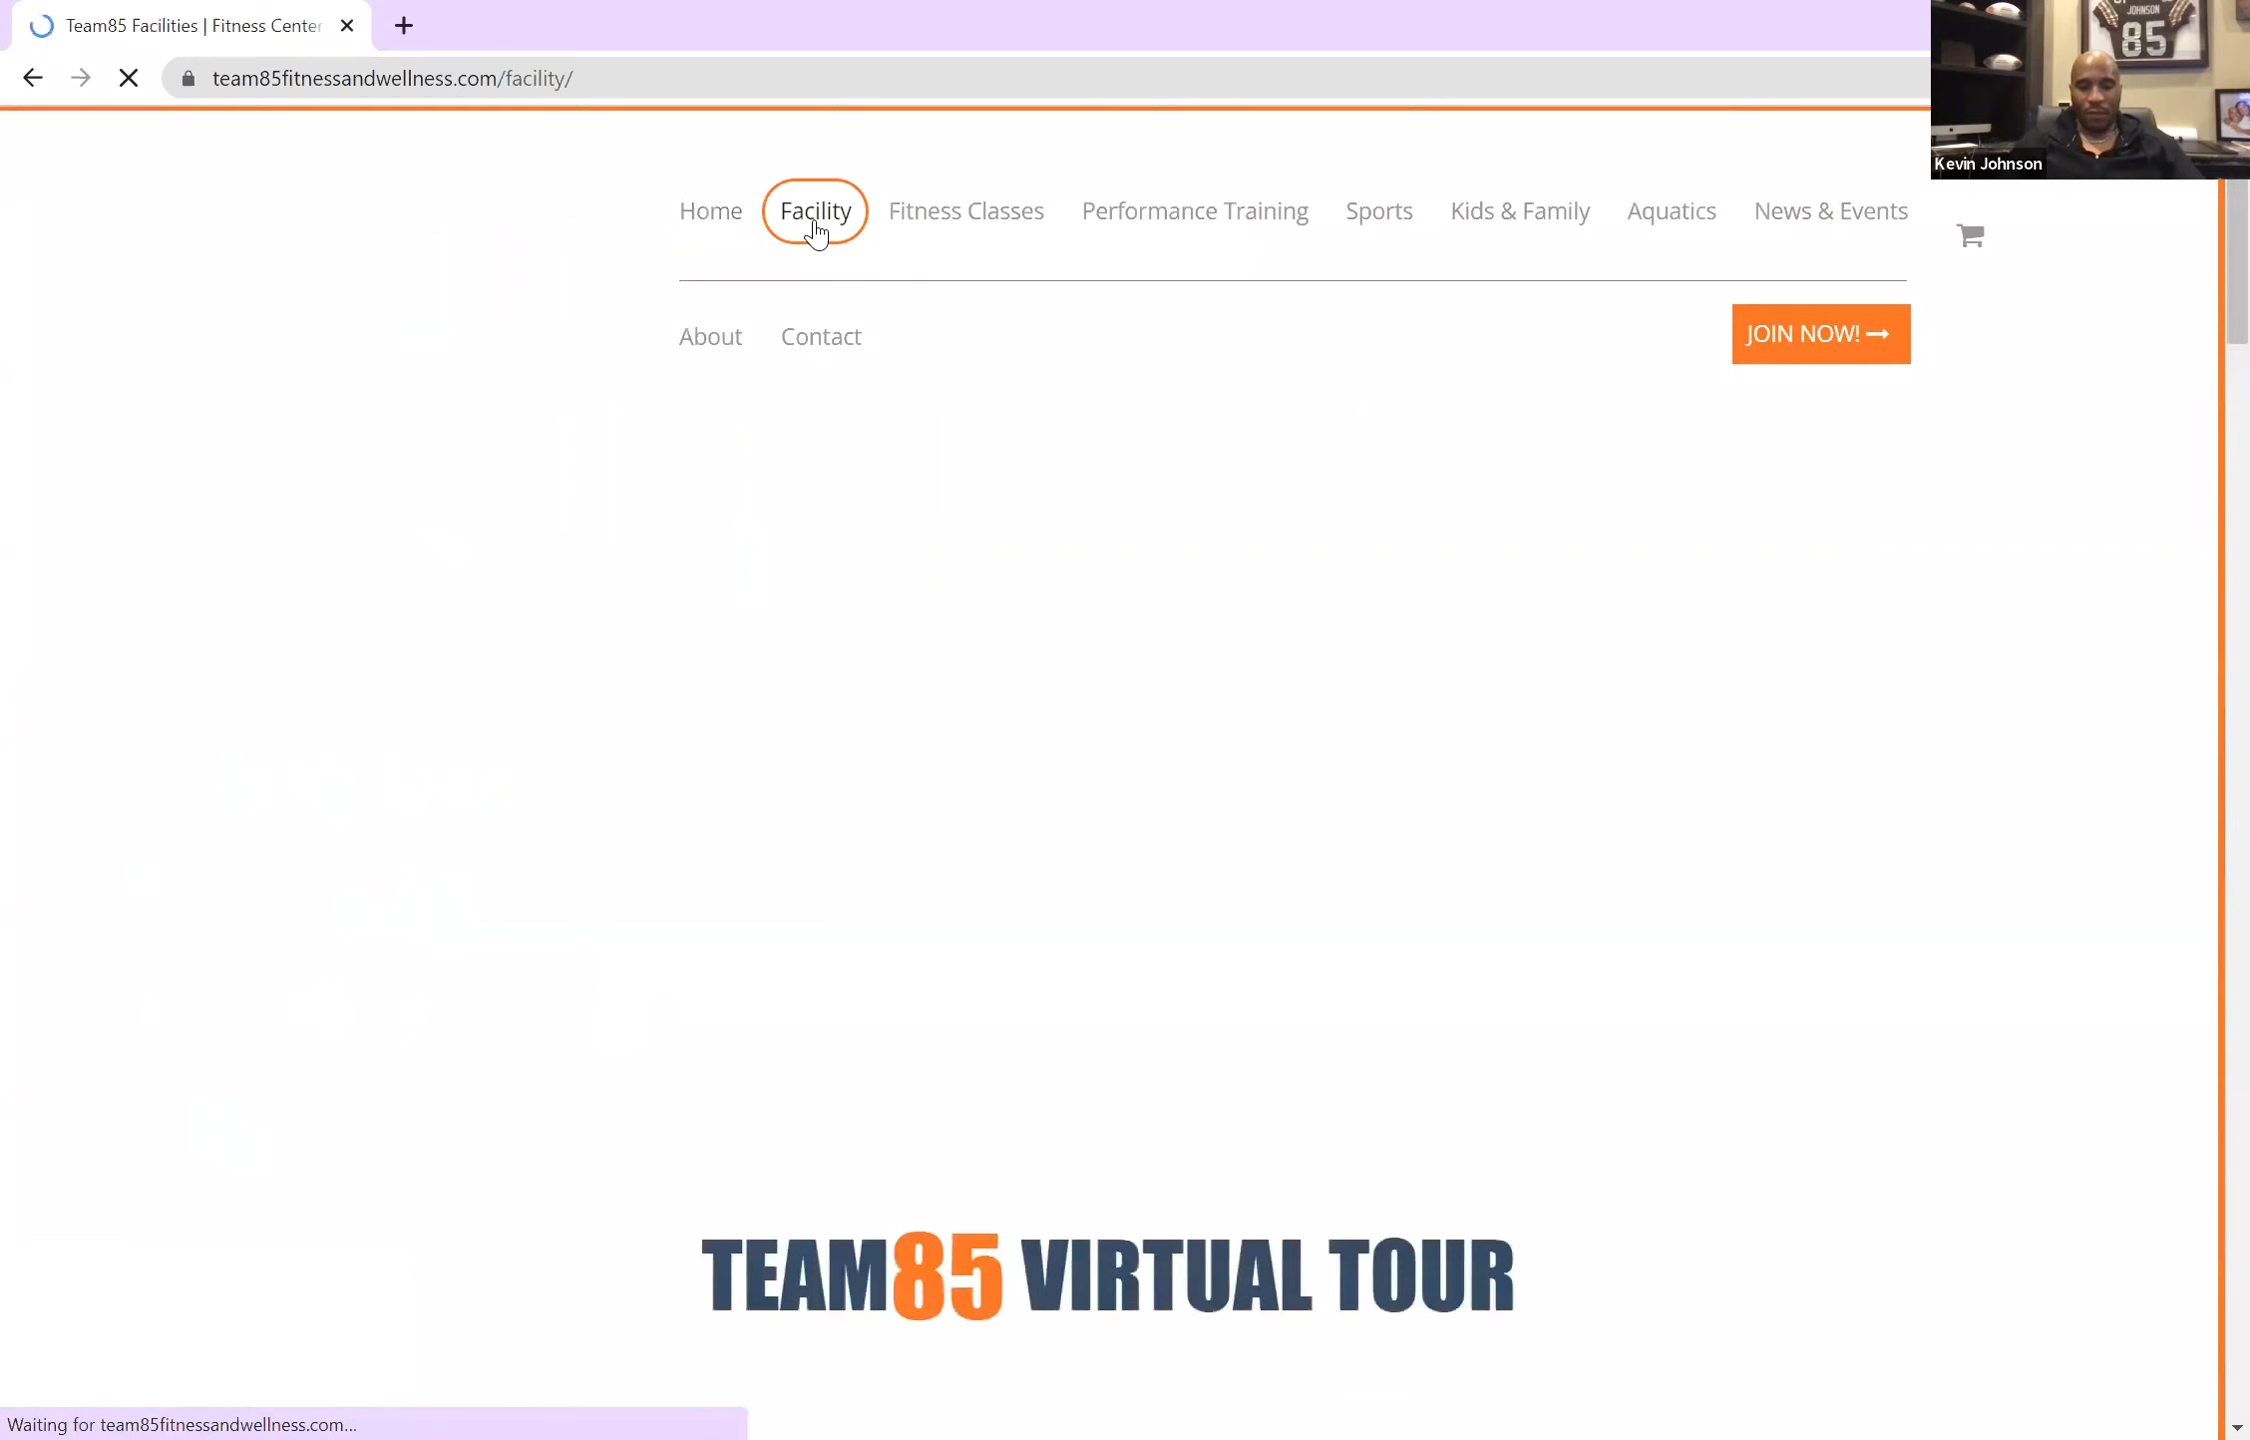 Team85 Facilities | Fitness Center
team85fitnessandwellness.com/facility/
JOHNSON
85
Kevin Johnson
Home Facility Fitness Classes Performance Training Sports Kids & Family Aquatics News & Events
About Contact
JOIN NOW!
TEAM85 VIRTUAL TOUR
Waiting for team85fitnessandwellness.com...